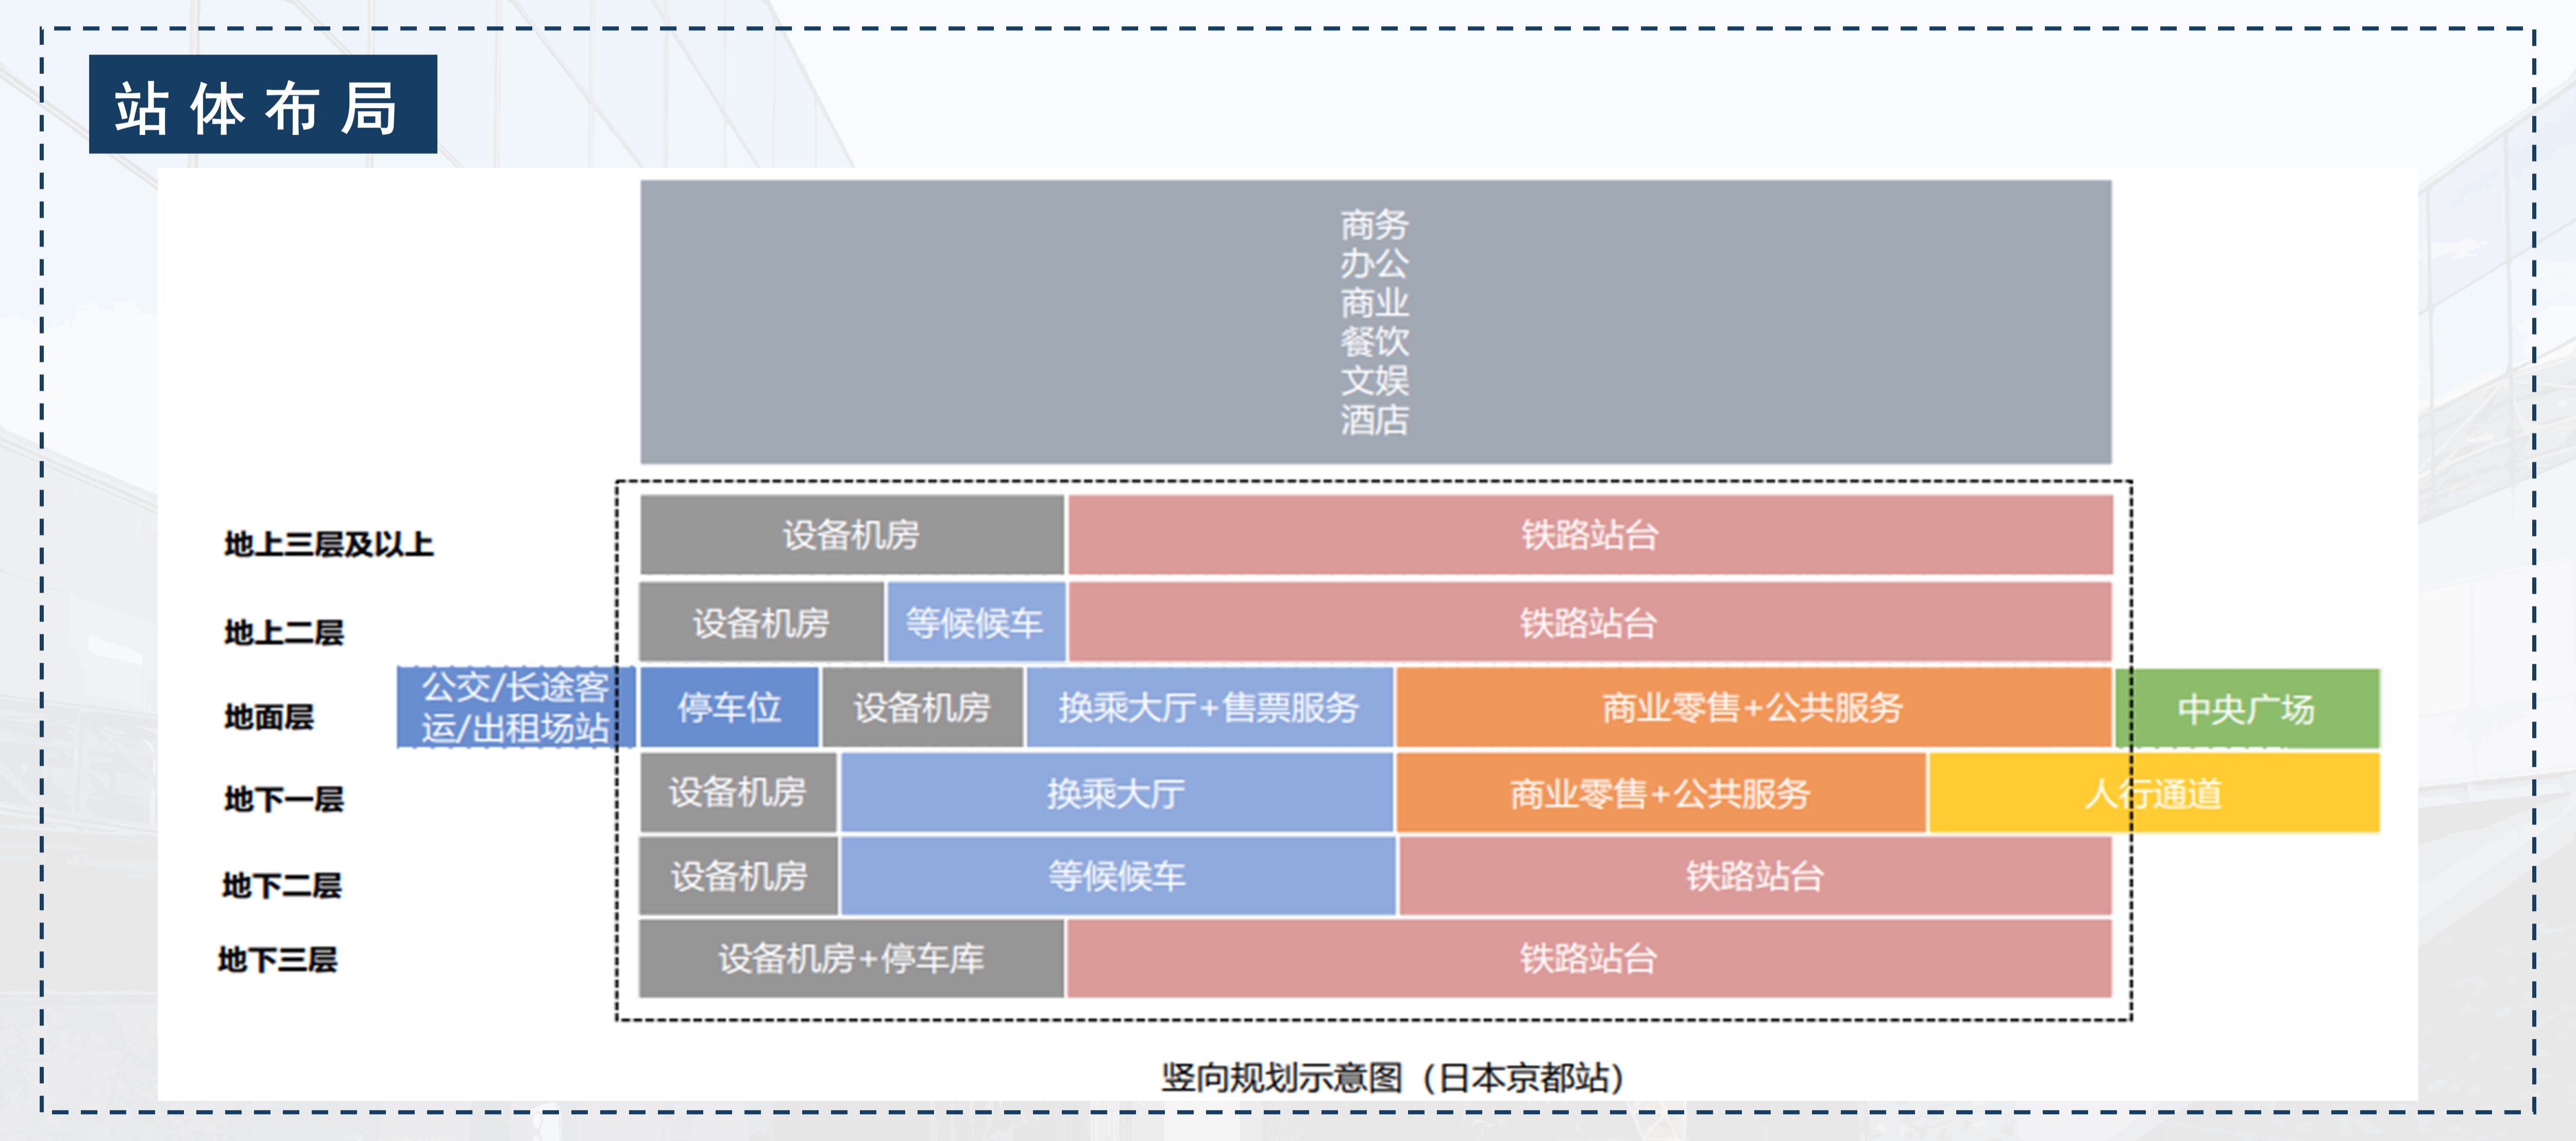 站体布局
商务
办公
商业
餐饮
文娱
酒店
地上三层及以上
设备机房
铁路站台
地上二层
设备机房
等候候车
铁路站台
地面层
公交/长途客
运/出租场站
停车位
设备机房
换乘大厅+售票服务
商业零售+公共服务
中央广场
地下一层
设备机房
换乘大厅
商业零售+公共服务
人行通道
地下二层
设备机房
等候候车
铁路站台
地下三层
设备机房+停车库
铁路站台
竖向规划示意图（日本京都站）